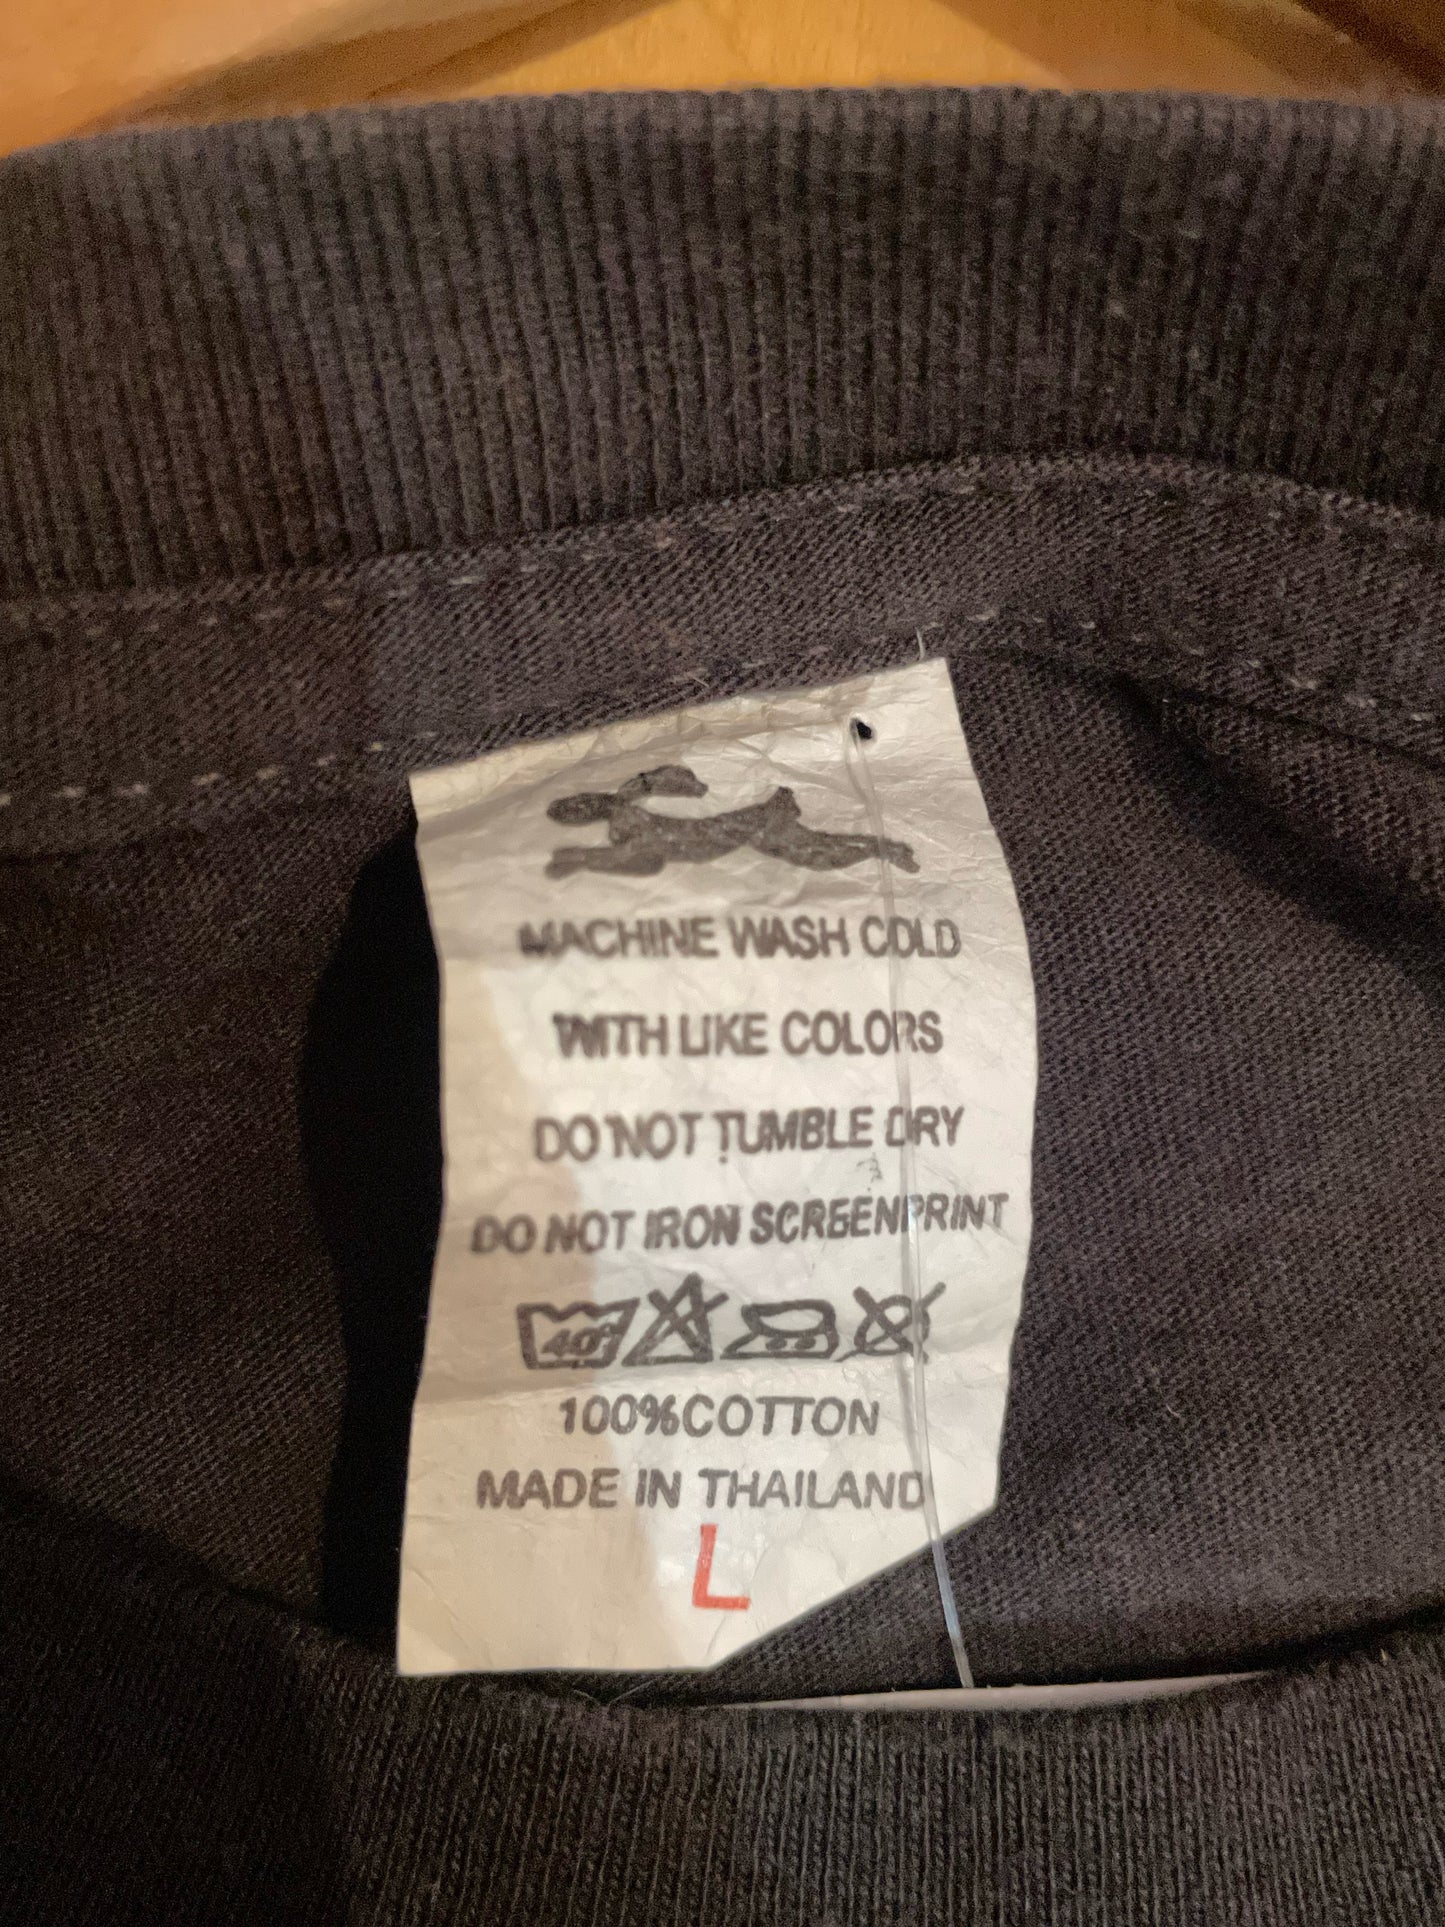 MACHINE WASH COLD
WITH LIKE COLORS
DO NOT TUMBLE DRY
DO NOT IRON SCREENPRINT
40°
100%COTTON
MADE IN THAILAND
L